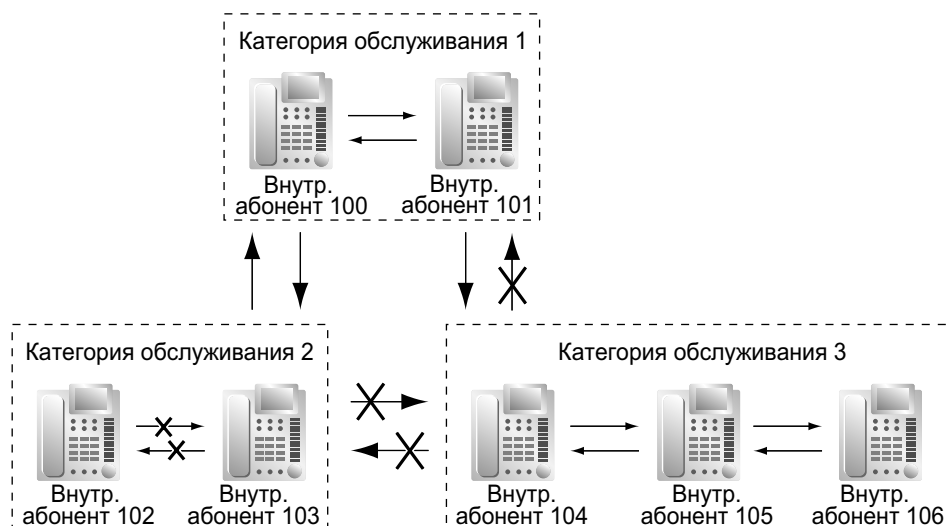 Категория обслуживания 1
Внутр.
абонент 100
Внутр.
абонент 101
Категория обслуживания 2
Внутр.
абонент 102
Внутр.
абонент 103
Категория обслуживания 3
Внутр.
абонент 104
Внутр.
абонент 105
Внутр.
абонент 106